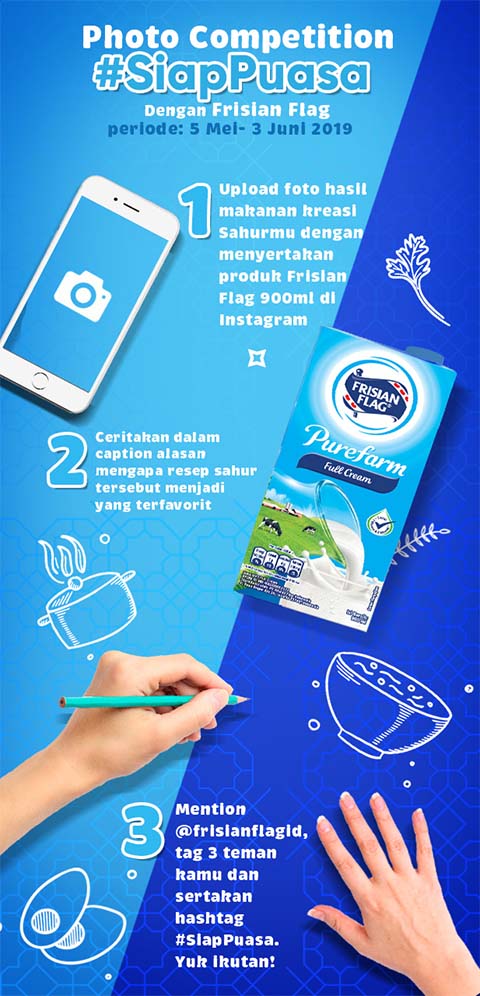 Photo Competition
#SiapPuasa
Dengan Frisian Flag
periode: 5 Mei- 3 Juni 2019
1
Upload foto hasil
makanan kreasi
Sahurmu dengan
menyertakan
produk Frisian
Flag 900ml di
Instagram
FRISIAN
FLAG
Purefarm
Full Cream
2
Ceritakan dalam
caption alasan
mengapa resep sahur
tersebut menjadi
yang terfavorit
3
Mention
@frisianflagid,
tag 3 teman
kamu dan
sertakan
hashtag
#SiapPuasa.
Yuk ikutan!